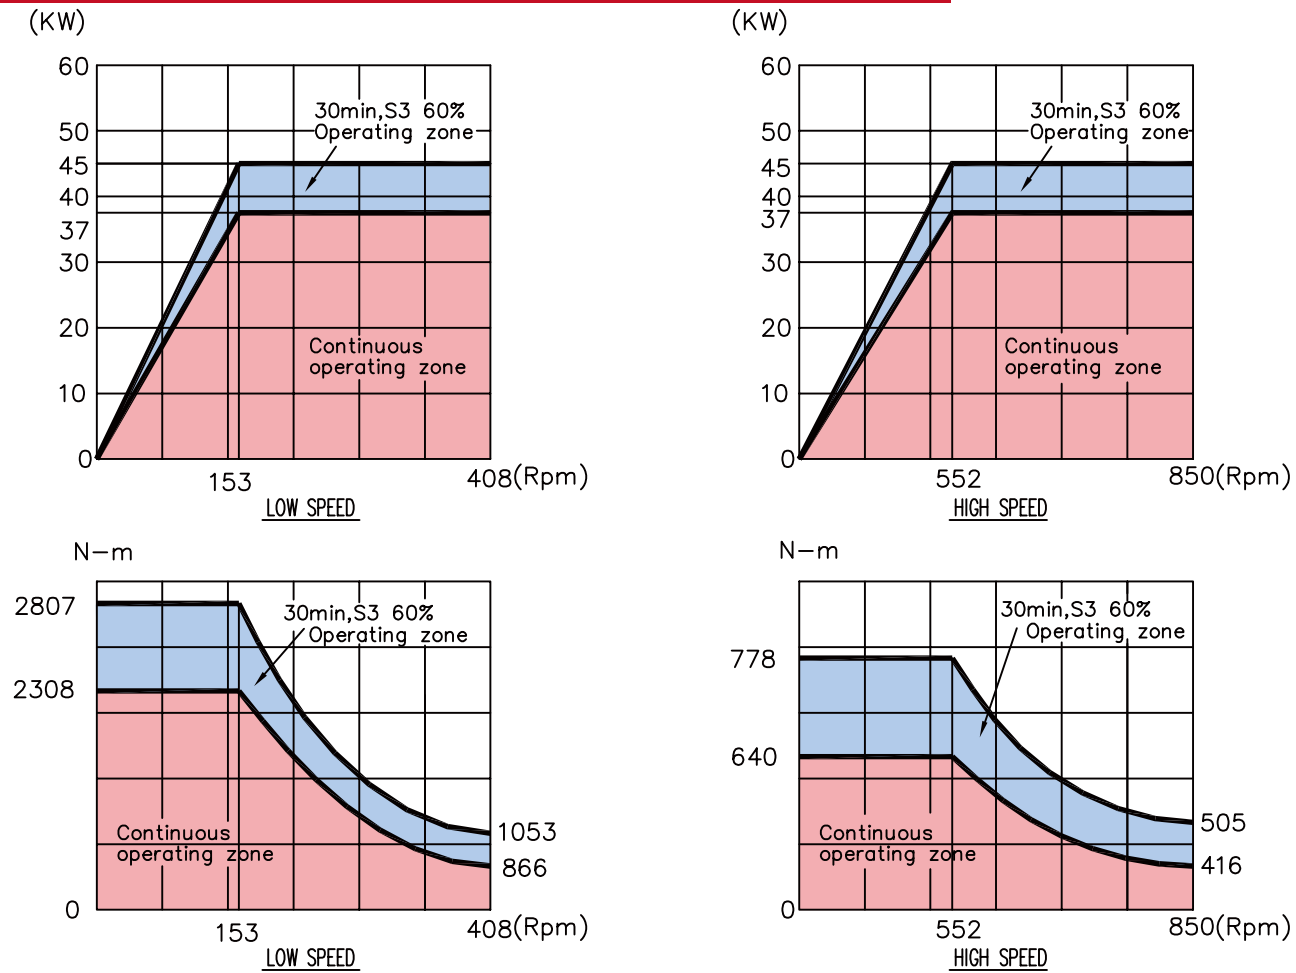 (KW)
60
50
45
40
37
30
20
10
0
30min,S3 60%
Operating zone
Continuous
operating zone
153
408(Rpm)
LOW SPEED
(KW)
60
50
45
40
37
30
20
10
0
30min,S3 60%
Operating zone
Continuous
operating zone
552
850(Rpm)
HIGH SPEED
N-m
2807
2308
0
30min,S3 60%
Operating zone
Continuous
operating zone
1053
866
153
408(Rpm)
LOW SPEED
N-m
778
640
0
30min,S3 60%
Operating zone
Continuous
operating zone
505
416
552
850(Rpm)
HIGH SPEED